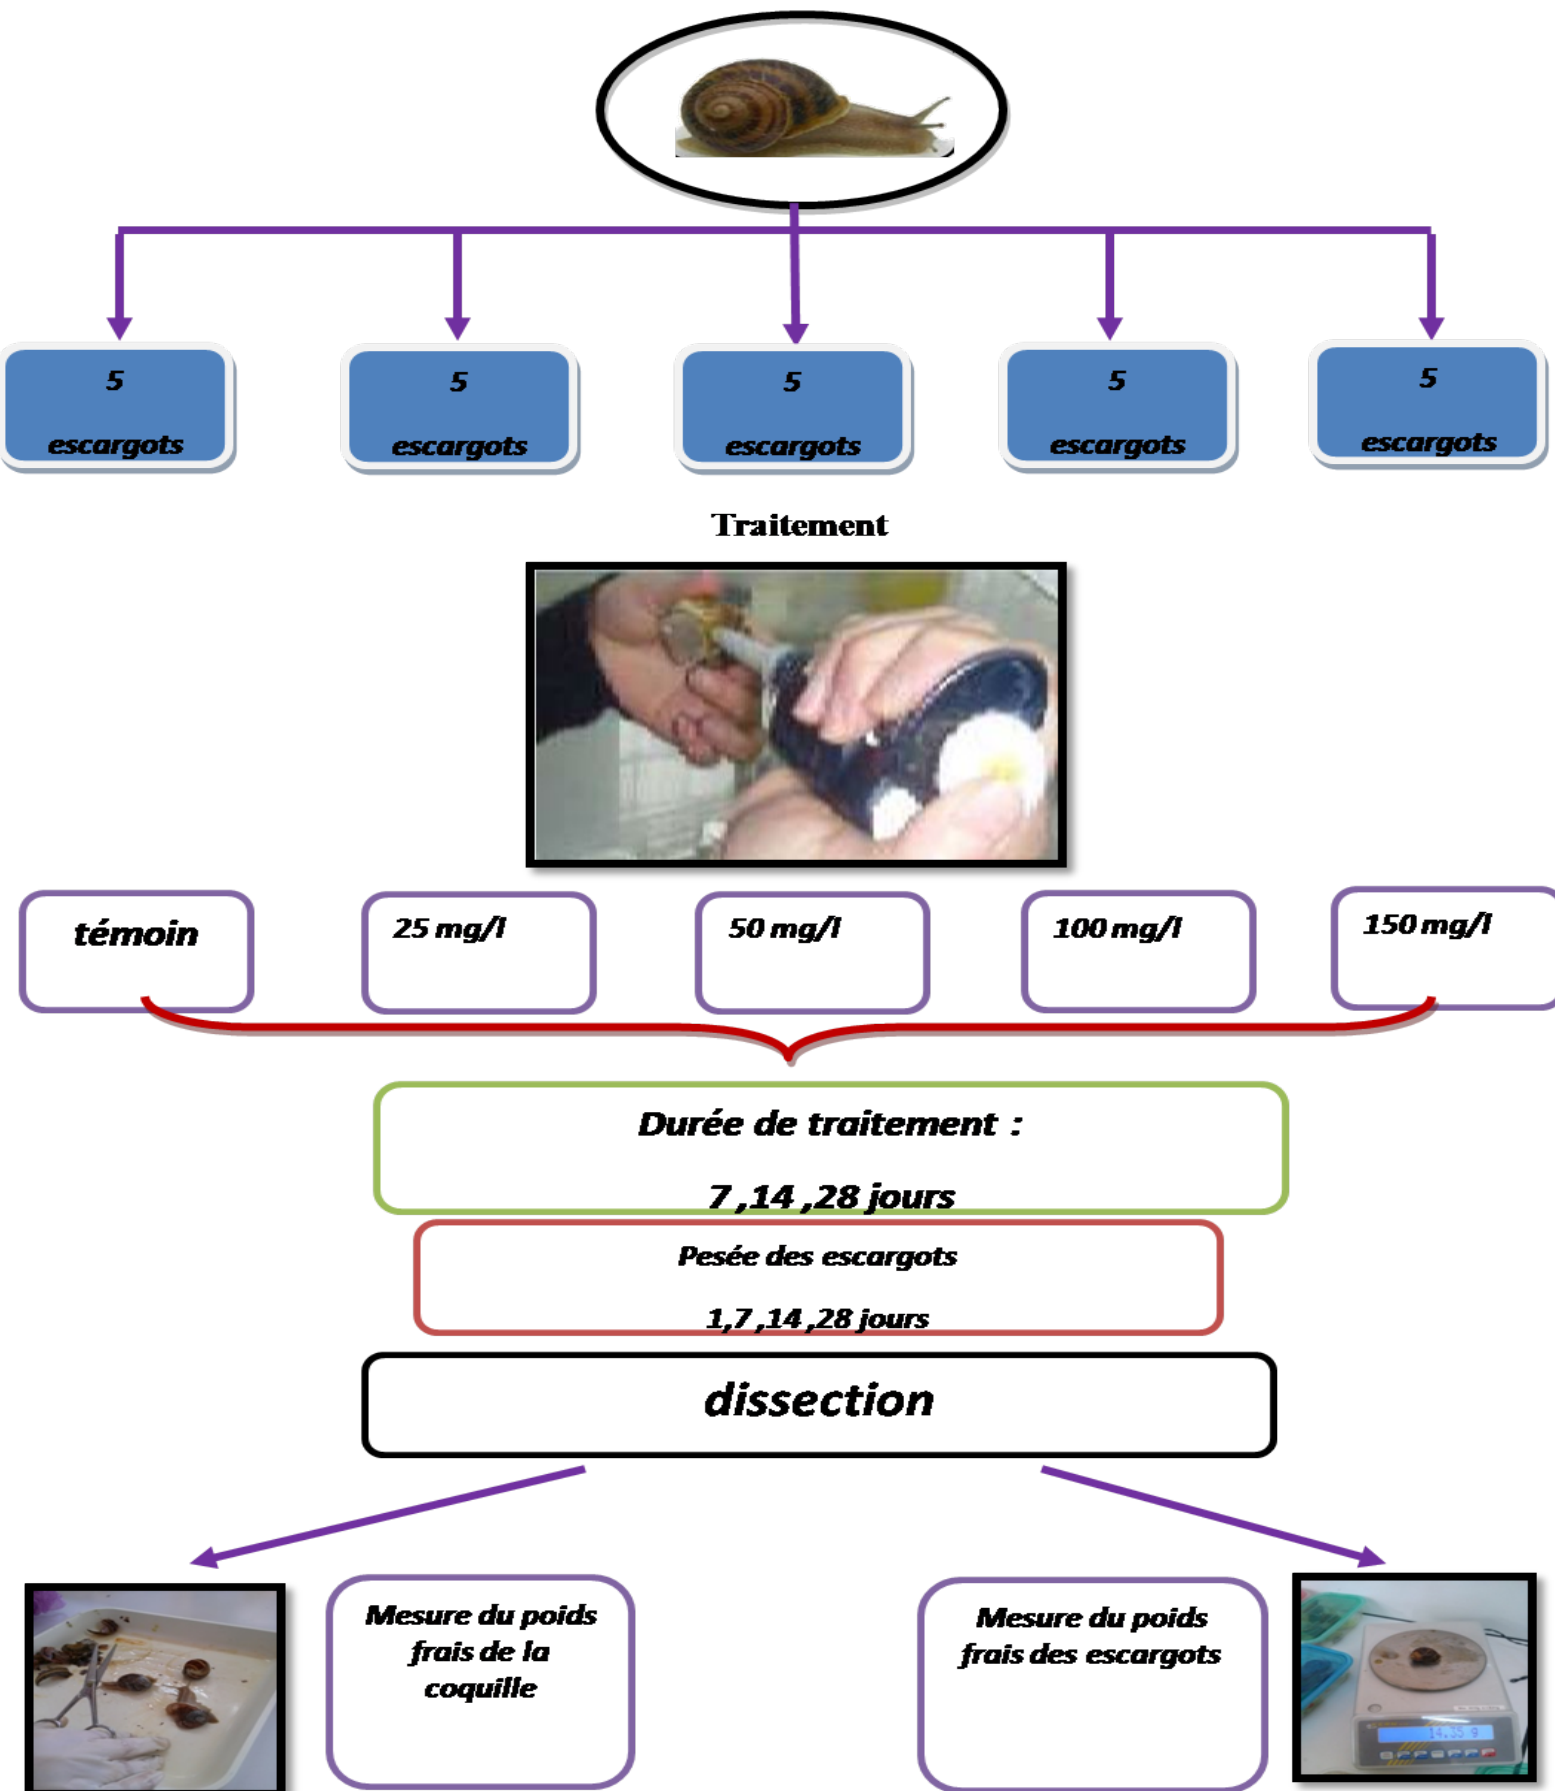 5
escargots
5
escargots
5
escargots
5
escargots
5
escargots
Traitement
témoin
25 mg/l
50 mg/l
100 mg/l
150 mg/l
Durée de traitement :
7 ,14 ,28 jours
Pesée des escargots
1,7 ,14 ,28 jours
dissection
Mesure du poids
frais de la
coquille
Mesure du poids
frais des escargots
14.35 g